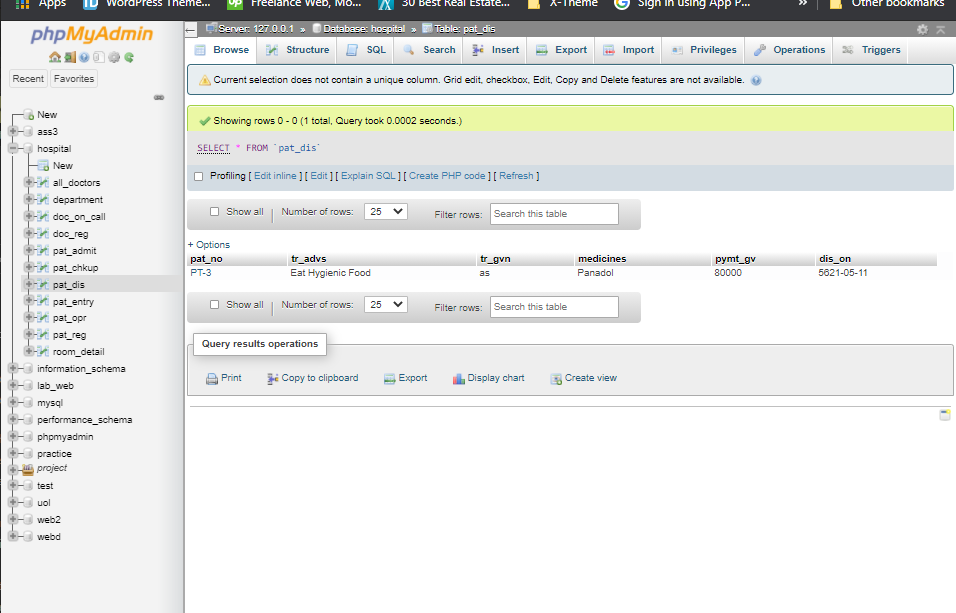 Apps WordPress Theme... Freelance Web, Mo... 30 Best Real Estate... X-Theme Sign in using App P... » Other bookmarks
phpMyAdmin
Recent Favorites
New
ass3
hospital
New
all_doctors
department
doc_on_call
doc_reg
pat_admit
pat_chkup
pat_dis
pat_entry
pat_opr
pat_reg
room_detail
information_schema
lab_web
mysql
performance_schema
phpmyadmin
practice
project
test
uol
web2
webd
Server: 127.0.0.1 » Database: hospital » Table: pat_dis
Browse Structure SQL Search Insert Export Import Privileges Operations Triggers
Current selection does not contain a unique column. Grid edit, checkbox, Edit, Copy and Delete features are not available.
Showing rows 0 - 0 (1 total, Query took 0.0002 seconds.)
SELECT * FROM `pat_dis`
Profiling [ Edit inline ] [ Edit ] [ Explain SQL ] [ Create PHP code ] [ Refresh ]
Show all Number of rows: 25 Filter rows: Search this table
+ Options
pat_no tr_advs tr_gvn medicines pymt_gv dis_on
PT-3 Eat Hygienic Food as Panadol 80000 5621-05-11
Show all Number of rows: 25 Filter rows: Search this table
Query results operations
Print Copy to clipboard Export Display chart Create view